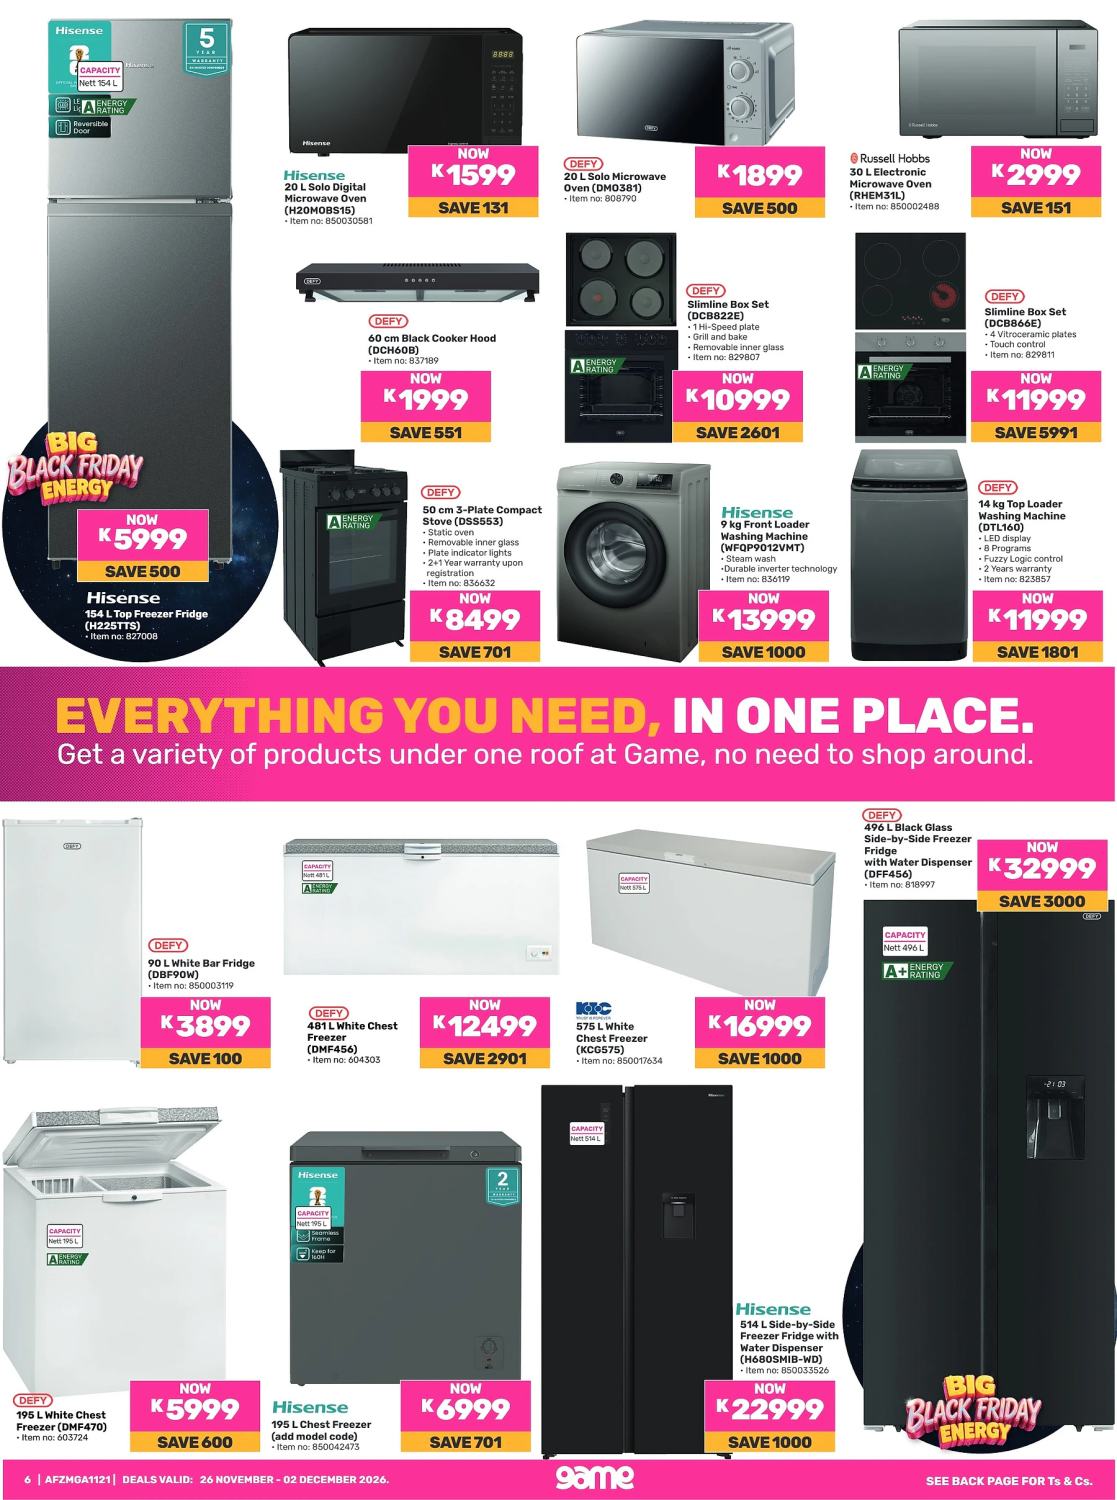 Hisense
5
YEAR
WARRANTY
Hisense
CAPACITY
Nett 154 L
A ENERGY
RATING
Reversible
Door
BIG
BLACK FRIDAY
ENERGY
NOW
K5999
SAVE 500
Hisense
154 L Top Freezer Fridge
(H225TTS)
• Item no: 827008
Hisense
NOW
K1599
SAVE 131
Hisense
20 L Solo Digital
Microwave Oven
(H20MOBS15)
• Item no: 850030581
DEFY
NOW
K1899
SAVE 500
DEFY
20 L Solo Microwave
Oven (DMO381)
• Item no: 808790
Russell Hobbs
NOW
K2999
SAVE 151
Russell Hobbs
30 L Electronic
Microwave Oven
(RHEM31L)
• Item no: 850002488
DEFY
DEFY
60 cm Black Cooker Hood
(DCH60B)
• Item no: 837189
NOW
K1999
SAVE 551
DEFY
Slimline Box Set
(DCB822E)
• 1 Hi-Speed plate
• Grill and bake
• Removable inner glass
• Item no: 829807
A ENERGY
RATING
NOW
K10999
SAVE 2601
DEFY
Slimline Box Set
(DCB866E)
• 4 Vitroceramic plates
• Touch control
• Item no: 829811
A ENERGY
RATING
NOW
K11999
SAVE 5991
A ENERGY
RATING
DEFY
50 cm 3-Plate Compact
Stove (DSS553)
• Static oven
• Removable inner glass
• Plate indicator lights
• 2+1 Year warranty upon
registration
• Item no: 836632
NOW
K8499
SAVE 701
Hisense
9 kg Front Loader
Washing Machine
(WFQP9012VMT)
• Steam wash
•Durable inverter technology
• Item no: 836119
NOW
K13999
SAVE 1000
DEFY
14 kg Top Loader
Washing Machine
(DTL160)
• LED display
• 8 Programs
• Fuzzy Logic control
• 2 Years warranty
• Item no: 823857
NOW
K11999
SAVE 1801
EVERYTHING YOU NEED, IN ONE PLACE.
Get a variety of products under one roof at Game, no need to shop around.
DEFY
DEFY
90 L White Bar Fridge
(DBF90W)
• Item no: 850003119
NOW
K3899
SAVE 100
CAPACITY
Nett 481 L
A ENERGY
RATING
DEFY
481 L White Chest
Freezer
(DMF456)
• Item no: 604303
NOW
K12499
SAVE 2901
CAPACITY
Nett 575 L
KIC
575 L White
Chest Freezer
(KCG575)
• Item no: 850017634
NOW
K16999
SAVE 1000
DEFY
496 L Black Glass
Side-by-Side Freezer
Fridge
with Water Dispenser
(DFF456)
• Item no: 818997
NOW
K32999
SAVE 3000
DEFY
CAPACITY
Nett 496 L
A+ ENERGY
RATING
BIG
BLACK FRIDAY
ENERGY
CAPACITY
Nett 195 L
A ENERGY
RATING
DEFY
195 L White Chest
Freezer (DMF470)
• Item no: 603724
NOW
K5999
SAVE 600
Hisense
2
YEAR
WARRANTY
CAPACITY
Nett 195 L
Seamless
Frame
Keep for
160H
Hisense
195 L Chest Freezer
(add model code)
• Item no: 850042473
NOW
K6999
SAVE 701
Hisense
CAPACITY
Nett 514 L
Hisense
514 L Side-by-Side
Freezer Fridge with
Water Dispenser
(H680SMIB-WD)
• Item no: 850033526
NOW
K22999
SAVE 1000
6 | AFZMGA1121 | DEALS VALID: 26 NOVEMBER - 02 DECEMBER 2026.
game
SEE BACK PAGE FOR Ts & Cs.